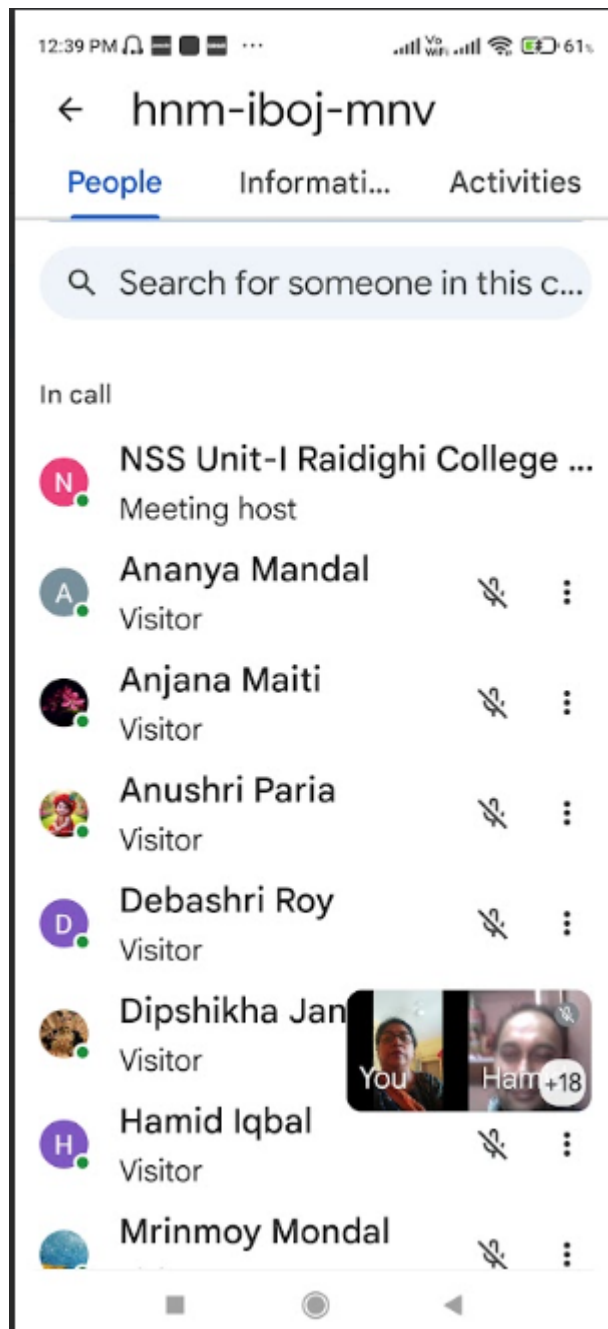 12:39 PM
61%
hnm-iboj-mnv
People Informati... Activities
Search for someone in this c...
In call
N
NSS Unit-I Raidighi College ...
Meeting host
A
Ananya Mandal
Visitor
Anjana Maiti
Visitor
Anushri Paria
Visitor
D
Debashri Roy
Visitor
Dipshikha Jan
Visitor
You Ham +18
H
Hamid Iqbal
Visitor
Mrinmoy Mondal